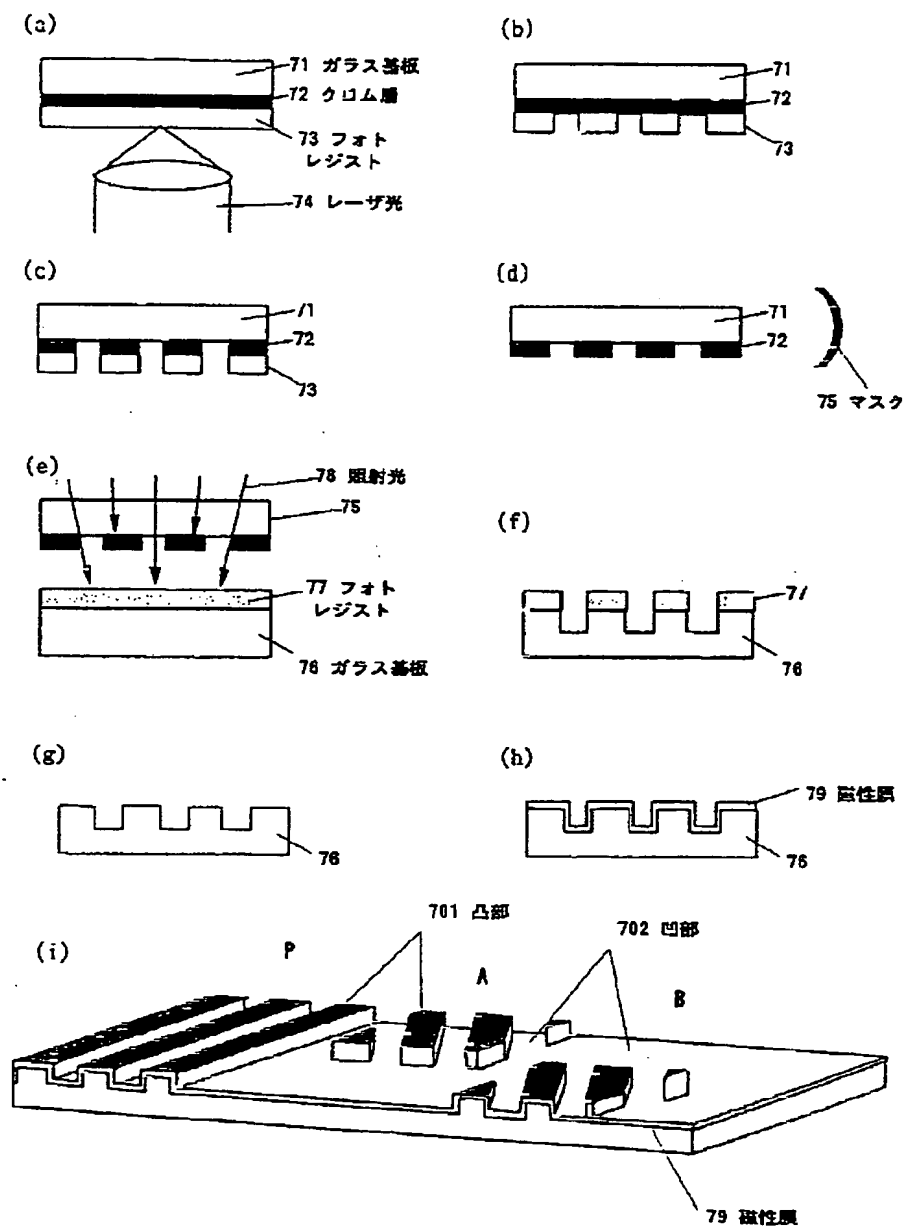 (a)
71 ガラス基板
72 クロム層
73 フォト
レジスト
74 レーザ光
(b)
71
72
73
(c)
71
72
73
(d)
71
72
75 マスク
(e)
78 照射光
75
77 フォト
レジスト
76 ガラス基板
(f)
77
76
(g)
76
(h)
79 磁性膜
76
(i)
P
701 凸部
A
702 凹部
B
79 磁性膜